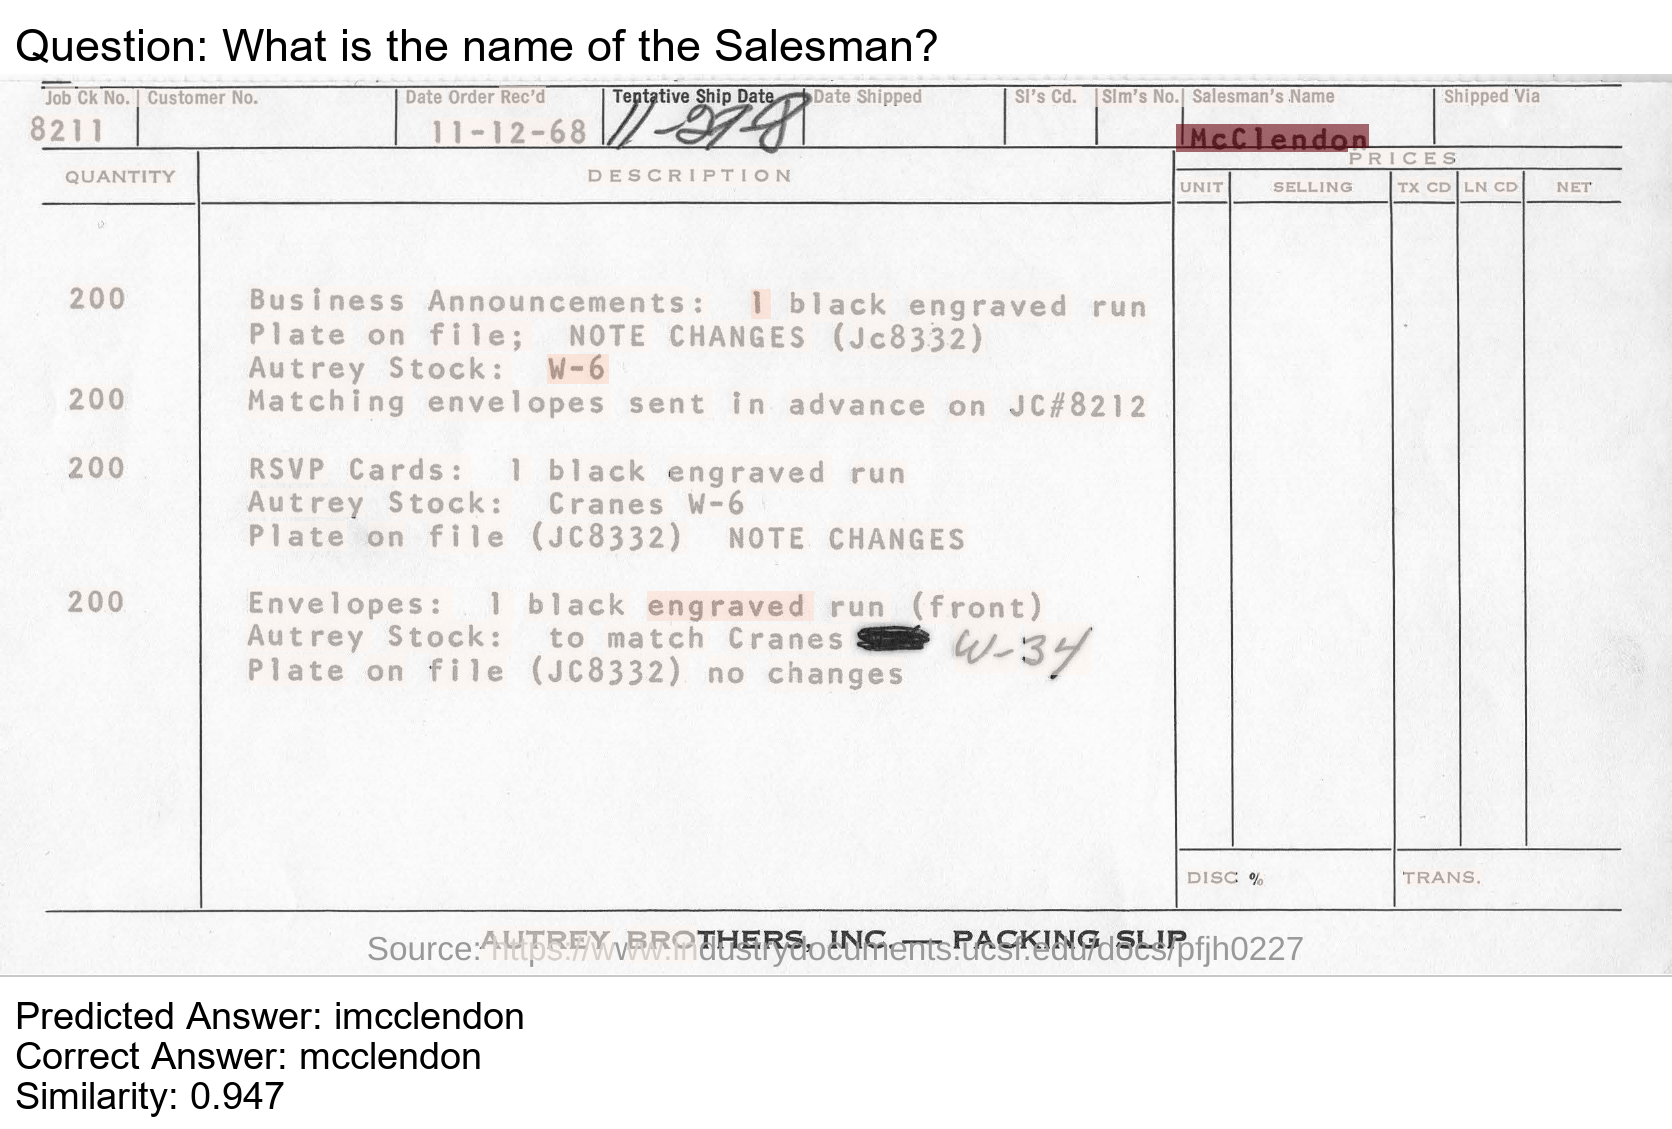 Question: What is the name of the Salesman?
Job Ck No. Customer No. Date Order Rec'd Tentative Ship Date Date Shipped Sl's Cd. Slm's No. Salesman's Name Shipped Via
8211 11-12-68 11-27-8 McClendon
PRICES
QUANTITY DESCRIPTION
UNIT SELLING TX CD LN CD NET
200 Business Announcements: 1 black engraved run
Plate on file; NOTE CHANGES (Jc8332)
Autrey Stock: W-6
200 Matching envelopes sent in advance on JC#8212
200 RSVP Cards: 1 black engraved run
Autrey Stock: Cranes W-6
Plate on file (JC8332) NOTE CHANGES
200 Envelopes: 1 black engraved run (front)
Autrey Stock: to match Cranes W-34
Plate on file (JC8332) no changes
DISC % TRANS.
AUTREY BROTHERS, INC. — PACKING SLIP
Source: https://www.industrydocuments.ucsf.edu/docs/pfjh0227
Predicted Answer: imcclendon
Correct Answer: mcclendon
Similarity: 0.947